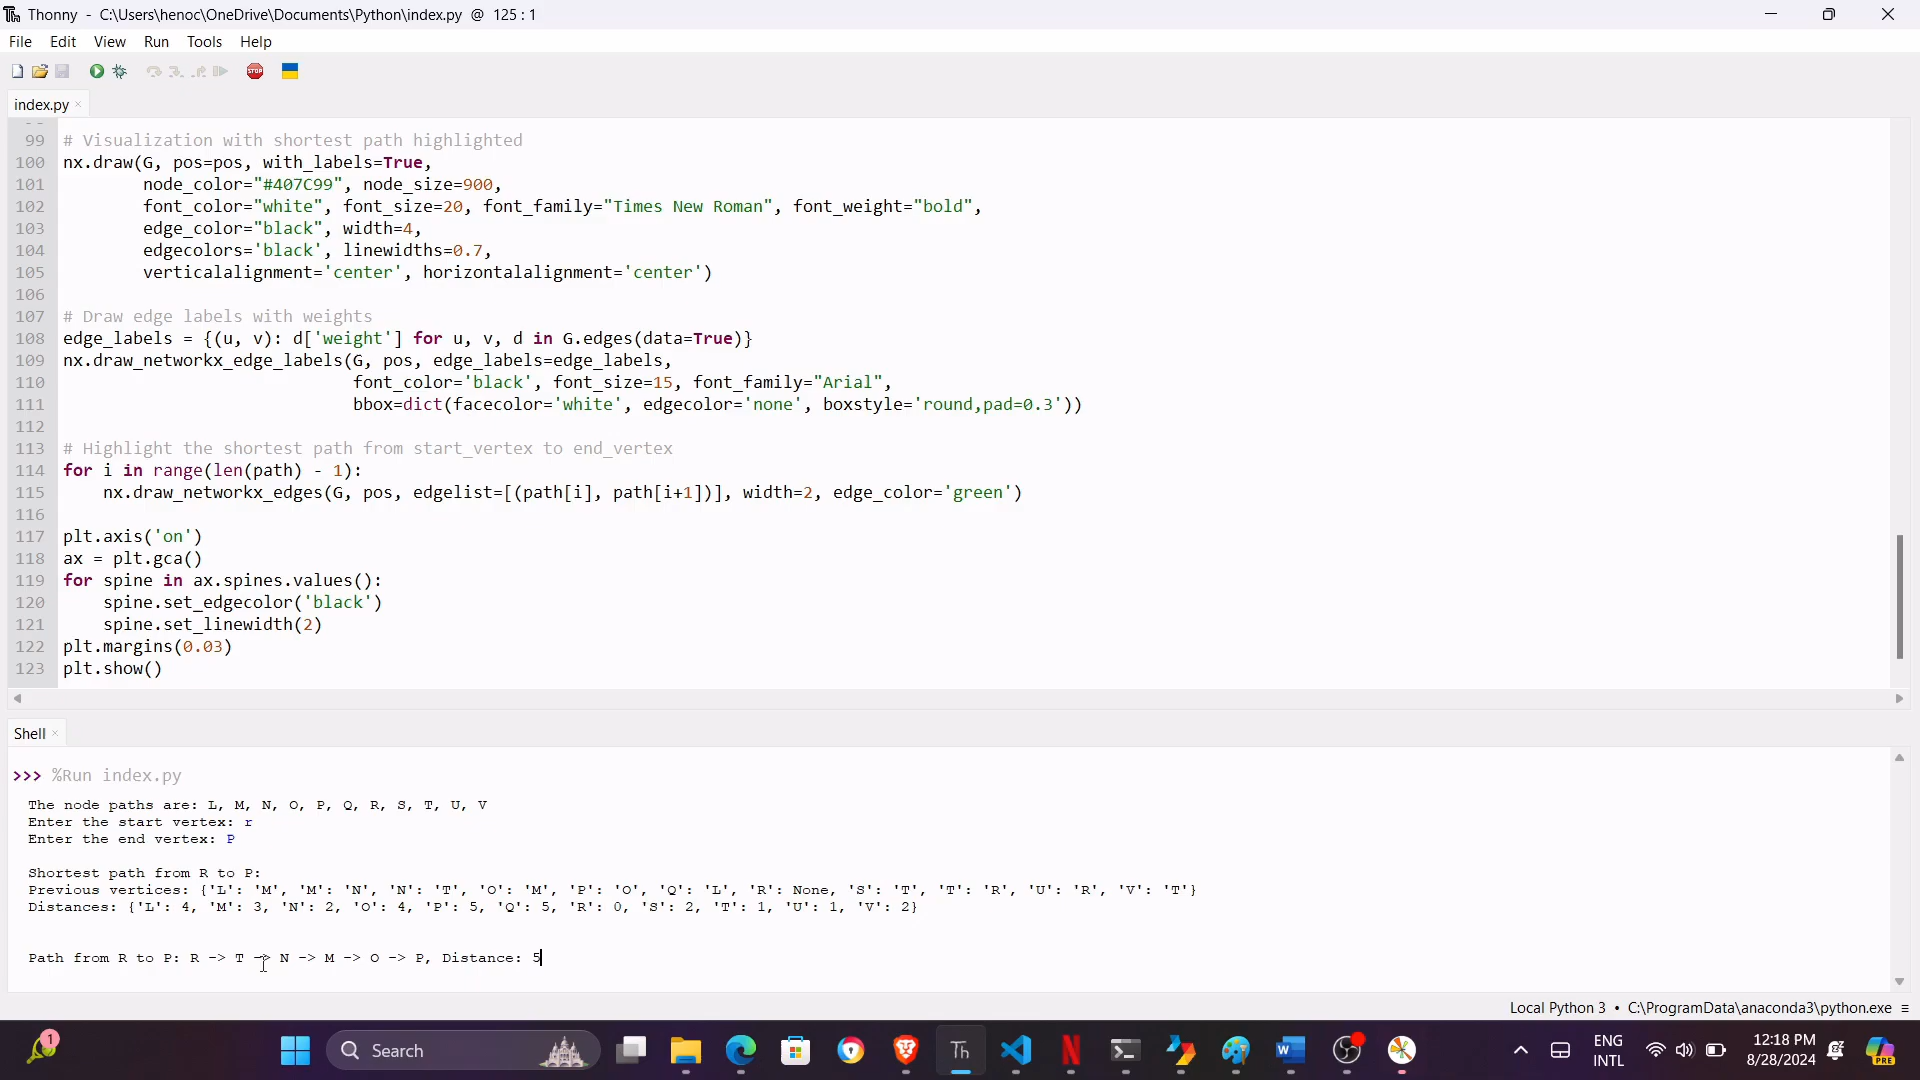 Thonny - C:\Users\henoc\OneDrive\Documents\Python\index.py @ 125 : 1
File Edit View Run Tools Help
STOP
index.py ×
99 # Visualization with shortest path highlighted
100 nx.draw(G, pos=pos, with_labels=True,
101         node_color="#407C99", node_size=900,
102         font_color="white", font_size=20, font_family="Times New Roman", font_weight="bold",
103         edge_color="black", width=4,
104         edgecolors='black', linewidths=0.7,
105         verticalalignment='center', horizontalalignment='center')
106
107 # Draw edge labels with weights
108 edge_labels = {(u, v): d['weight'] for u, v, d in G.edges(data=True)}
109 nx.draw_networkx_edge_labels(G, pos, edge_labels=edge_labels,
110                              font_color='black', font_size=15, font_family="Arial",
111                              bbox=dict(facecolor='white', edgecolor='none', boxstyle='round,pad=0.3'))
112
113 # Highlight the shortest path from start_vertex to end_vertex
114 for i in range(len(path) - 1):
115     nx.draw_networkx_edges(G, pos, edgelist=[(path[i], path[i+1])], width=2, edge_color='green')
116
117 plt.axis('on')
118 ax = plt.gca()
119 for spine in ax.spines.values():
120     spine.set_edgecolor('black')
121     spine.set_linewidth(2)
122 plt.margins(0.03)
123 plt.show()
Shell ×
>>> %Run index.py
The node paths are: L, M, N, O, P, Q, R, S, T, U, V
Enter the start vertex: r
Enter the end vertex: P
Shortest path from R to P:
Previous vertices: {'L': 'M', 'M': 'N', 'N': 'T', 'O': 'M', 'P': 'O', 'Q': 'L', 'R': None, 'S': 'T', 'T': 'R', 'U': 'R', 'V': 'T'}
Distances: {'L': 4, 'M': 3, 'N': 2, 'O': 4, 'P': 5, 'Q': 5, 'R': 0, 'S': 2, 'T': 1, 'U': 1, 'V': 2}
Path from R to P: R -> T -> N -> M -> O -> P, Distance: 5
Local Python 3 • C:\ProgramData\anaconda3\python.exe ≡
1
Search
Th
N
W
ENG
INTL
12:18 PM
8/28/2024
PRE